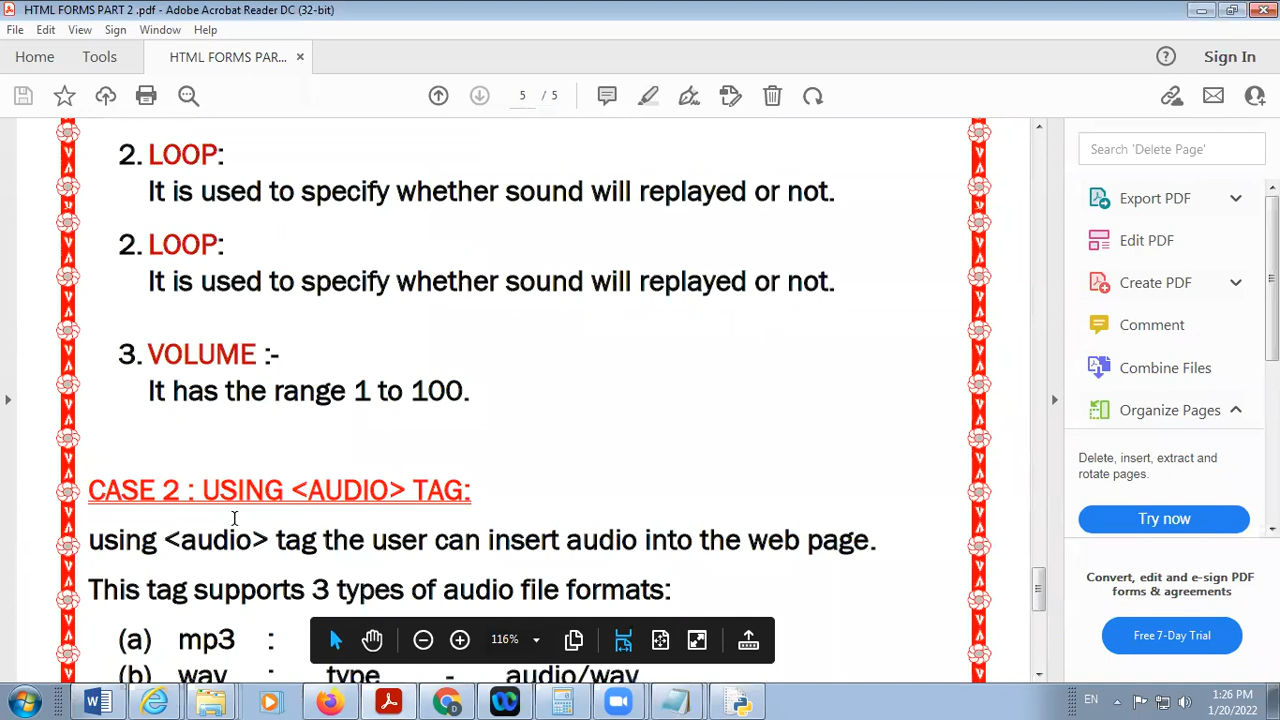 HTML FORMS PART 2 .pdf - Adobe Acrobat Reader DC (32-bit)
File Edit View Sign Window Help
Home Tools HTML FORMS PAR... × Sign In
5 / 5
2. LOOP:
It is used to specify whether sound will replayed or not.
2. LOOP:
It is used to specify whether sound will replayed or not.
3. VOLUME :-
It has the range 1 to 100.
CASE 2 : USING <AUDIO> TAG:
using <audio> tag the user can insert audio into the web page.
This tag supports 3 types of audio file formats:
(a) mp3 :
(b) wav type - audio/wav
116%
Search 'Delete Page'
Export PDF
Edit PDF
Create PDF
Comment
Combine Files
Organize Pages
Delete, insert, extract and
rotate pages.
Try now
Convert, edit and e-sign PDF
forms & agreements
Free 7-Day Trial
EN
1:26 PM
1/20/2022